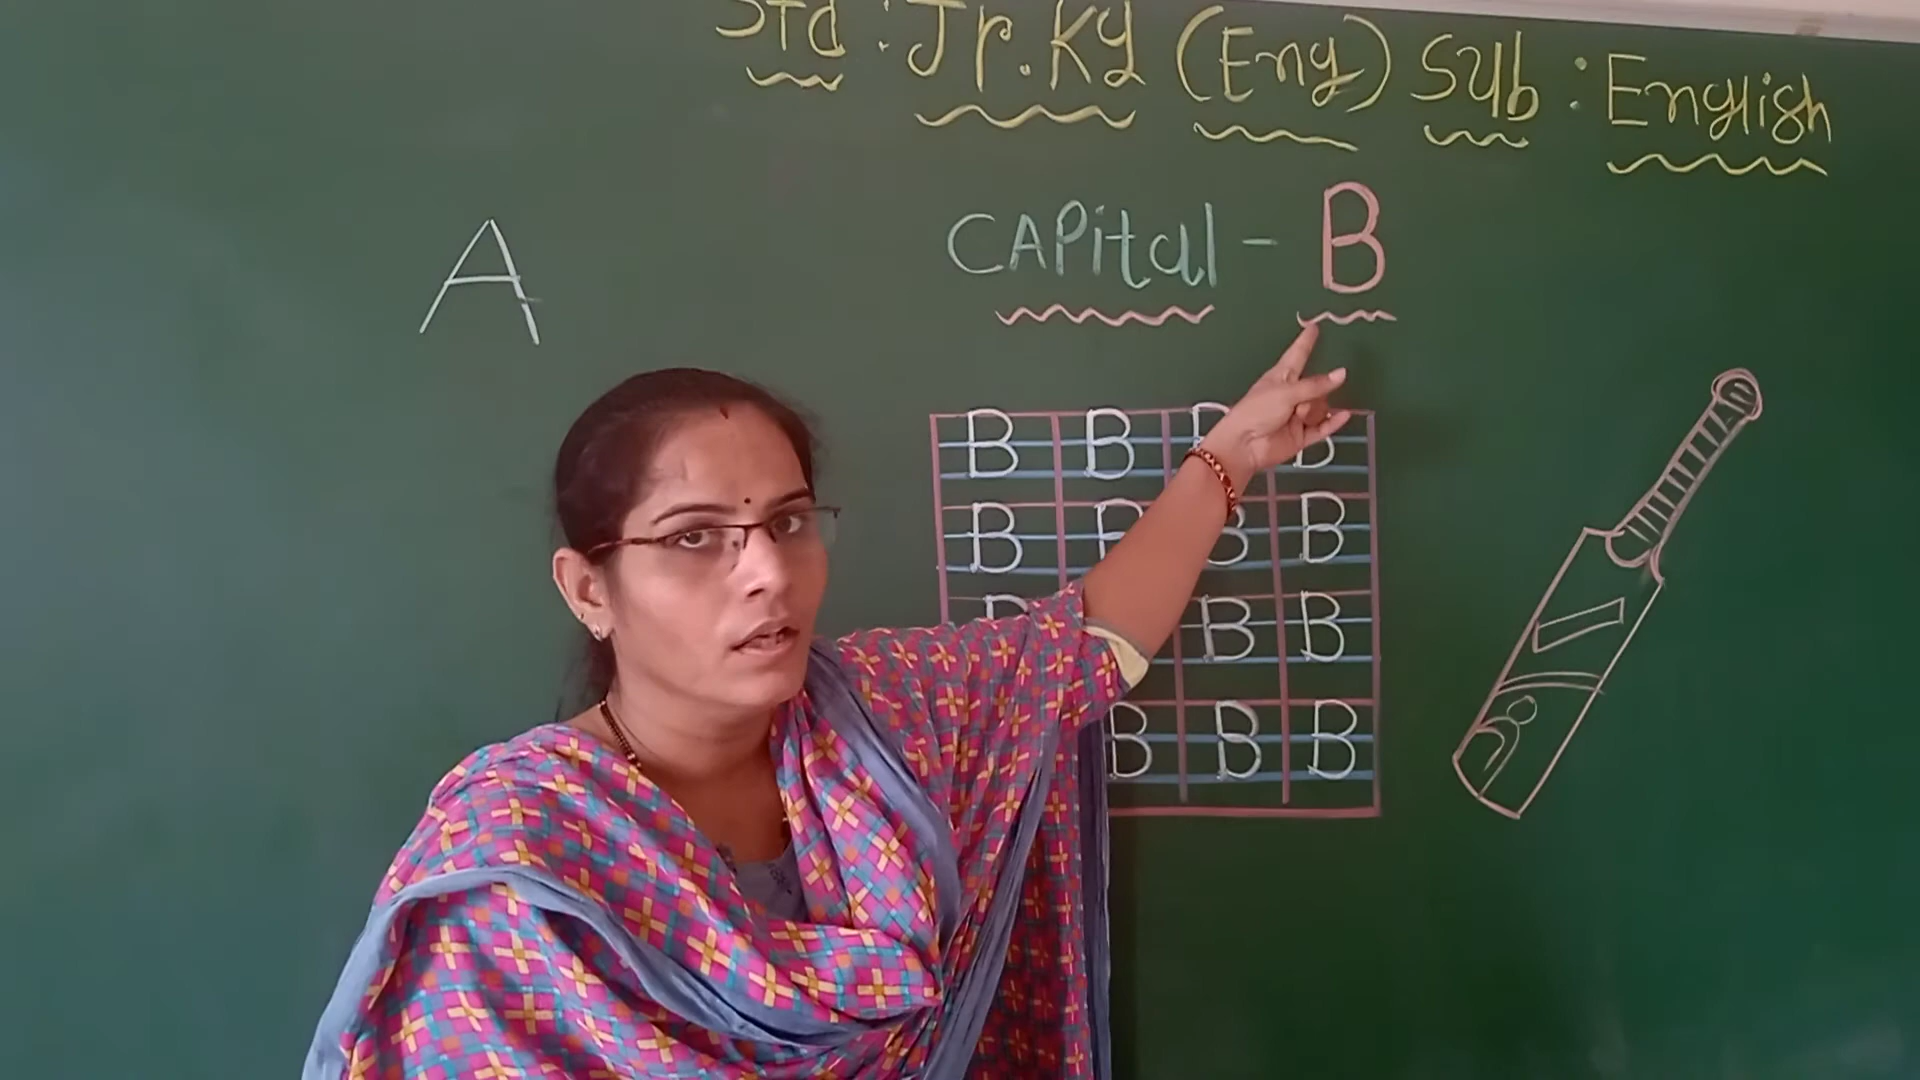 Std : Jr. Kg (Eng) Sub : English
A
CAPital - B
B B B B
B B B B
B B B
B B B